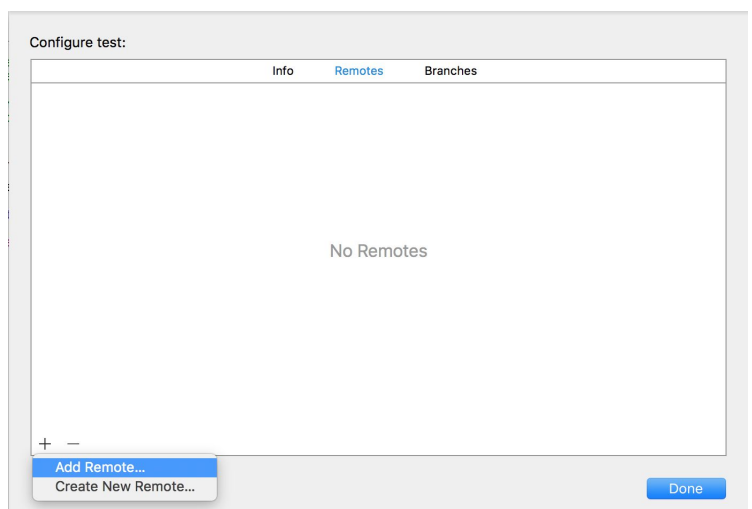 Configure test:
Info Remotes Branches
No Remotes
+ −
Add Remote...
Create New Remote...
Done